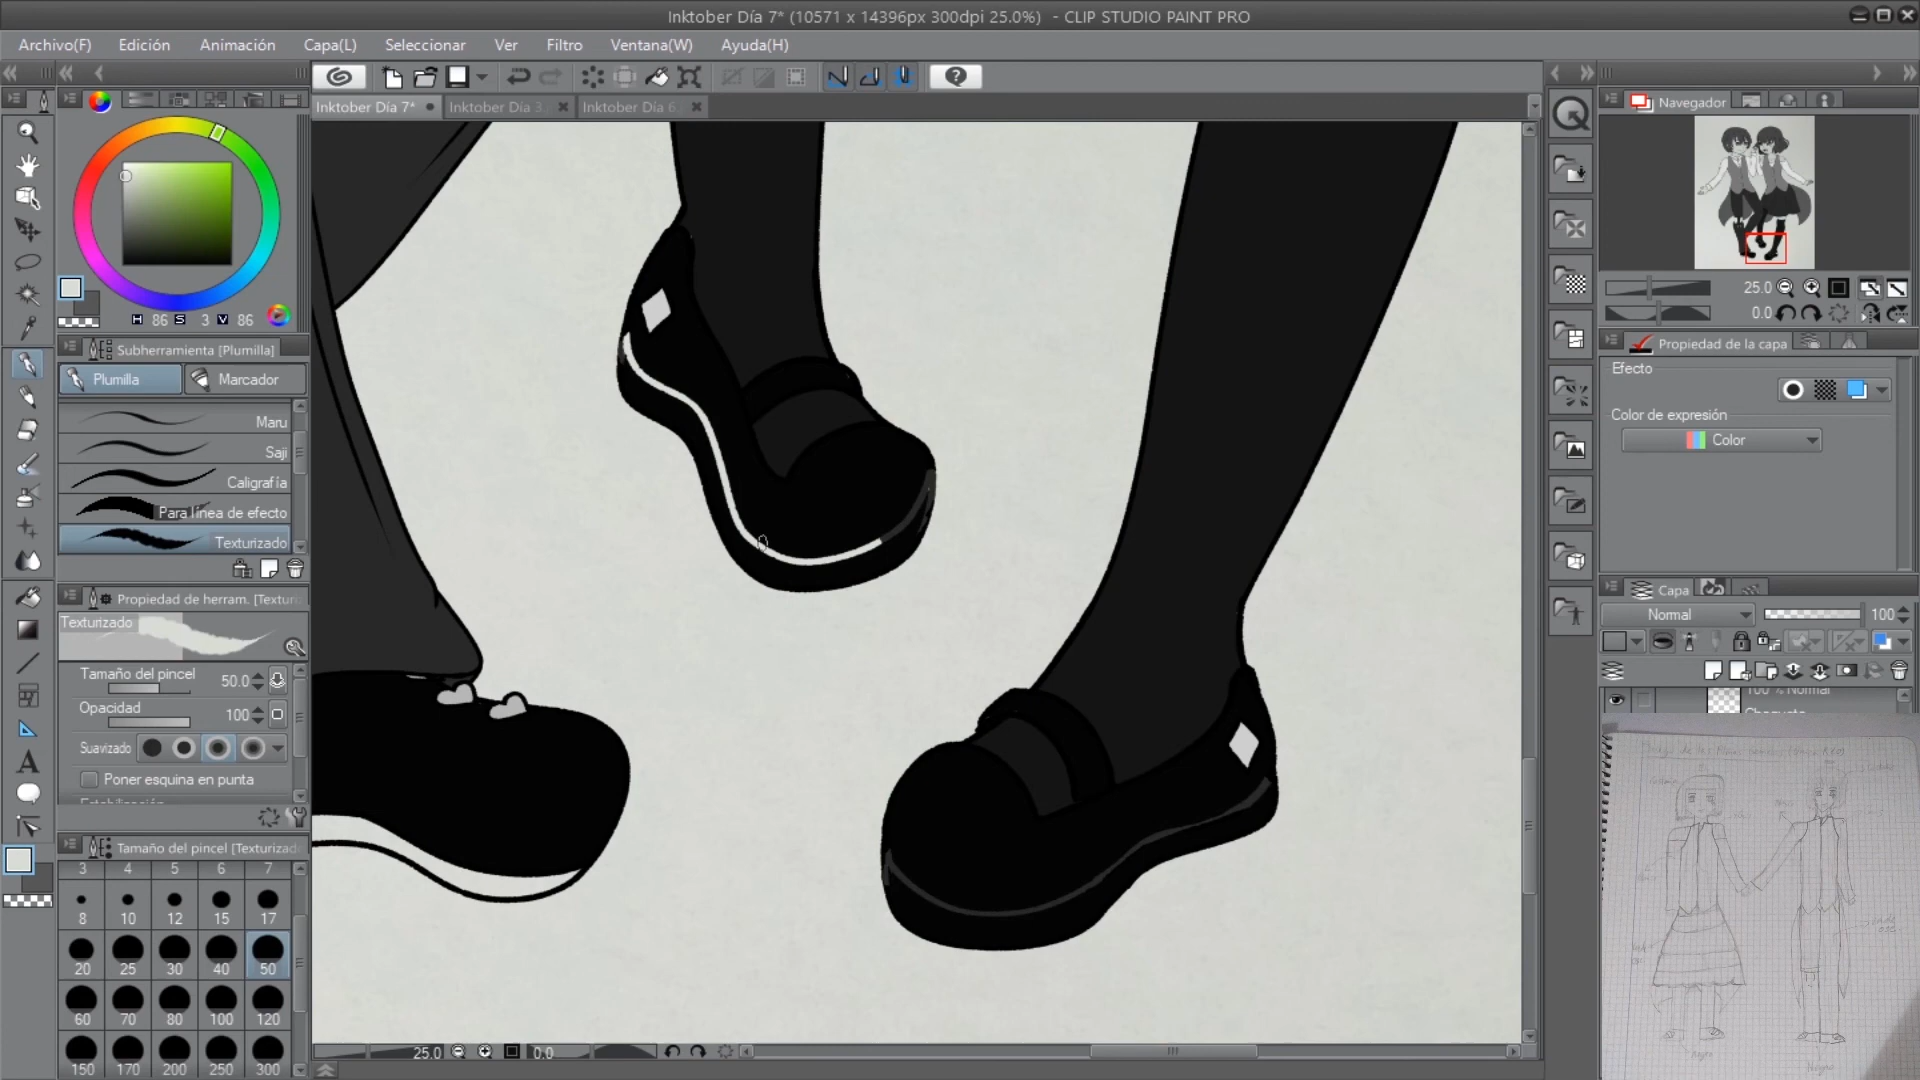 Inktober Día 7* (10571 x 14396px 300dpi 25.0%)  - CLIP STUDIO PAINT PRO
Archivo(F) Edición Animación Capa(L) Seleccionar Ver Filtro Ventana(W) Ayuda(H)
Inktober Día 7* Inktober Día 3 Inktober Día 6
Navegador
H 86 S 3 V 86
25.0
0.0
Subherramienta [Plumilla]
Plumilla Marcador
Maru
Saji
Caligrafía
Para línea de efecto
Texturizado
Propiedad de la capa
Efecto
Color de expresión
Color
Propiedad de herram. [Texturiz
Texturizado
Tamaño del pincel 50.0
Opacidad 100
Suavizado
Poner esquina en punta
Capa
Normal 100
100 % Normal
Tamaño del pincel [Texturizad
3 4 5 6 7
8 10 12 15 17
20 25 30 40 50
60 70 80 100 120
150 170 200 250 300
25.0 0.0